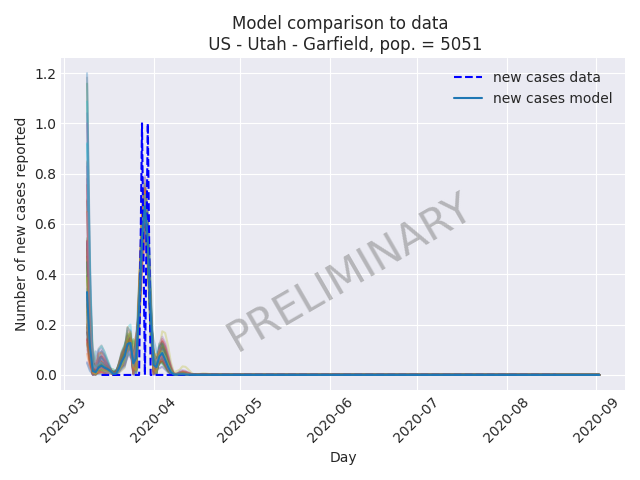 Model comparison to data
US - Utah - Garfield, pop. = 5051
new cases data
new cases model
Number of new cases reported
1.2
1.0
0.8
0.6
0.4
0.2
0.0
PRELIMINARY
2020-03
2020-04
2020-05
2020-06
2020-07
2020-08
2020-09
Day